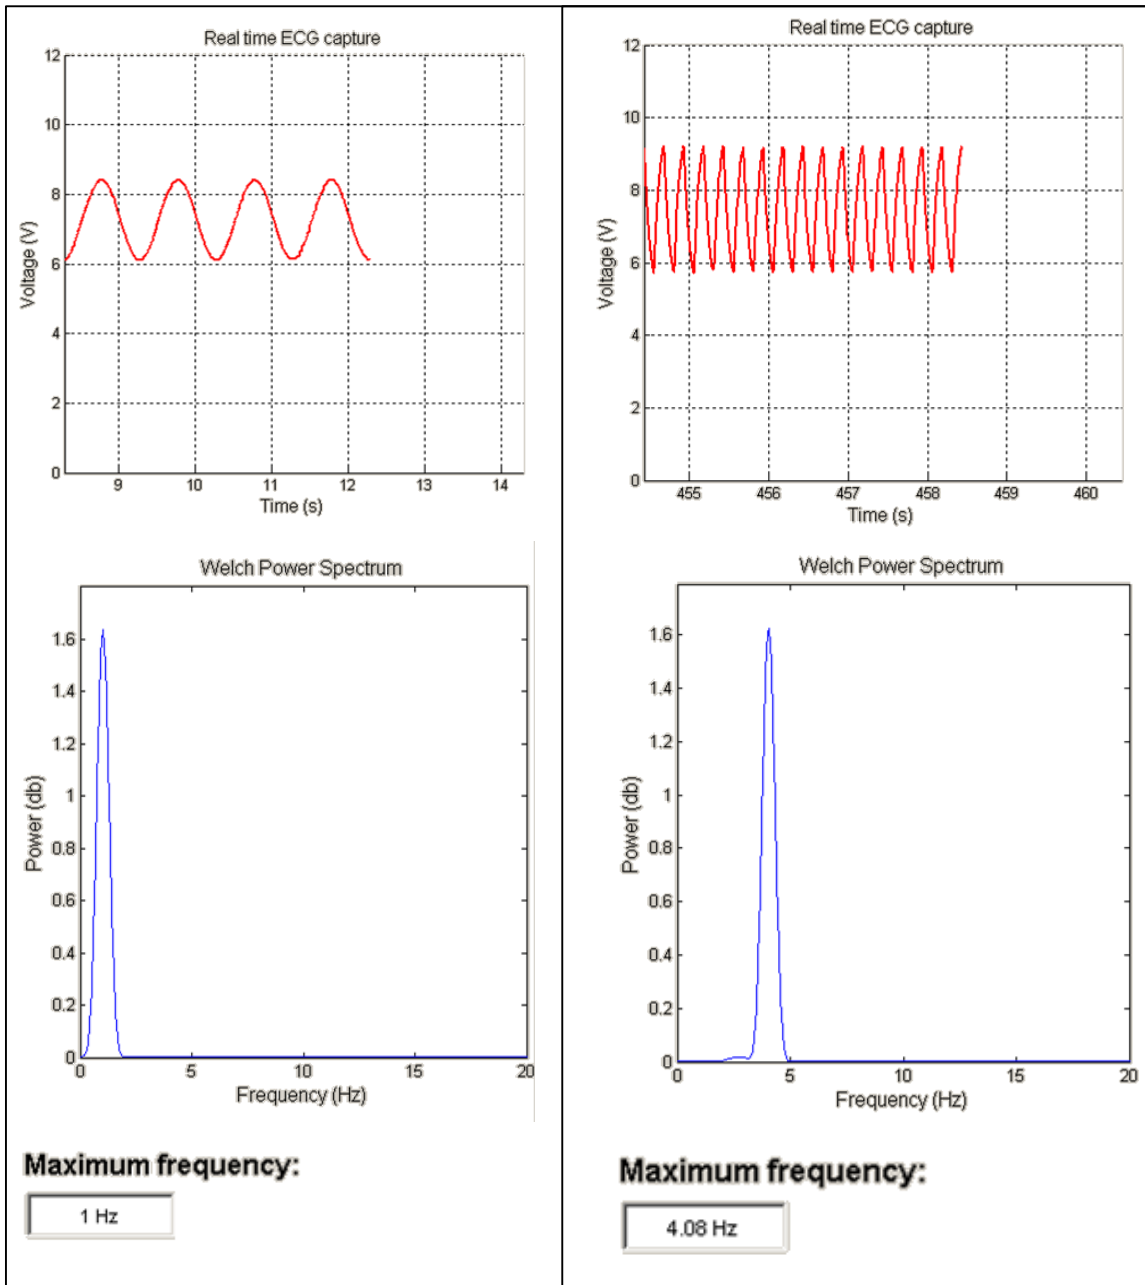 Real time ECG capture
12
10
8
6
4
2
0
Voltage (V)
9 10 11 12 13 14
Time (s)
Welch Power Spectrum
1.6
1.4
1.2
1
0.8
0.6
0.4
0.2
0
Power (db)
0 5 10 15 20
Frequency (Hz)
Maximum frequency:
1 Hz
Real time ECG capture
12
10
8
6
4
2
0
Voltage (V)
455 456 457 458 459 460
Time (s)
Welch Power Spectrum
1.6
1.4
1.2
1
0.8
0.6
0.4
0.2
0
Power (db)
0 5 10 15 20
Frequency (Hz)
Maximum frequency:
4.08 Hz